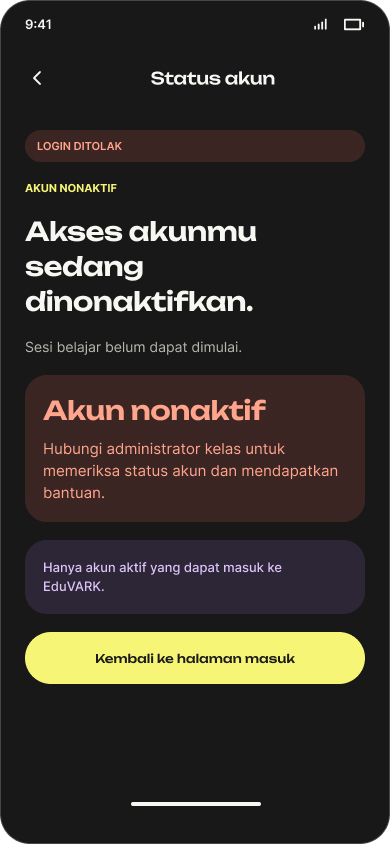 9:41
Status akun
LOGIN DITOLAK
AKUN NONAKTIF
Akses akunmu
sedang
dinonaktifkan.
Sesi belajar belum dapat dimulai.
Akun nonaktif
Hubungi administrator kelas untuk
memeriksa status akun dan mendapatkan
bantuan.
Hanya akun aktif yang dapat masuk ke
EduVARK.
Kembali ke halaman masuk